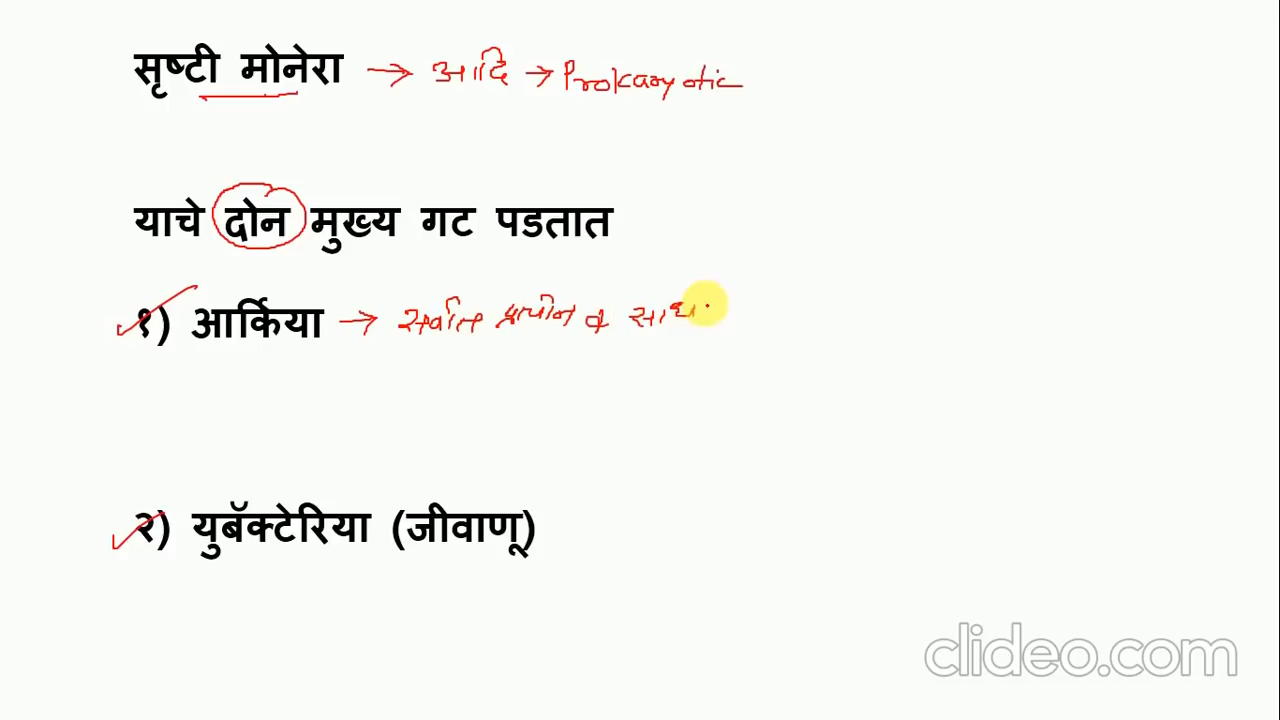 सृष्टी मोनेरा → आदि → Prokaryotic
याचे दोन मुख्य गट पडतात
१) आर्किया → सर्वात प्राचीन व साध
२) युबॅक्टेरिया (जीवाणू)
clideo.com